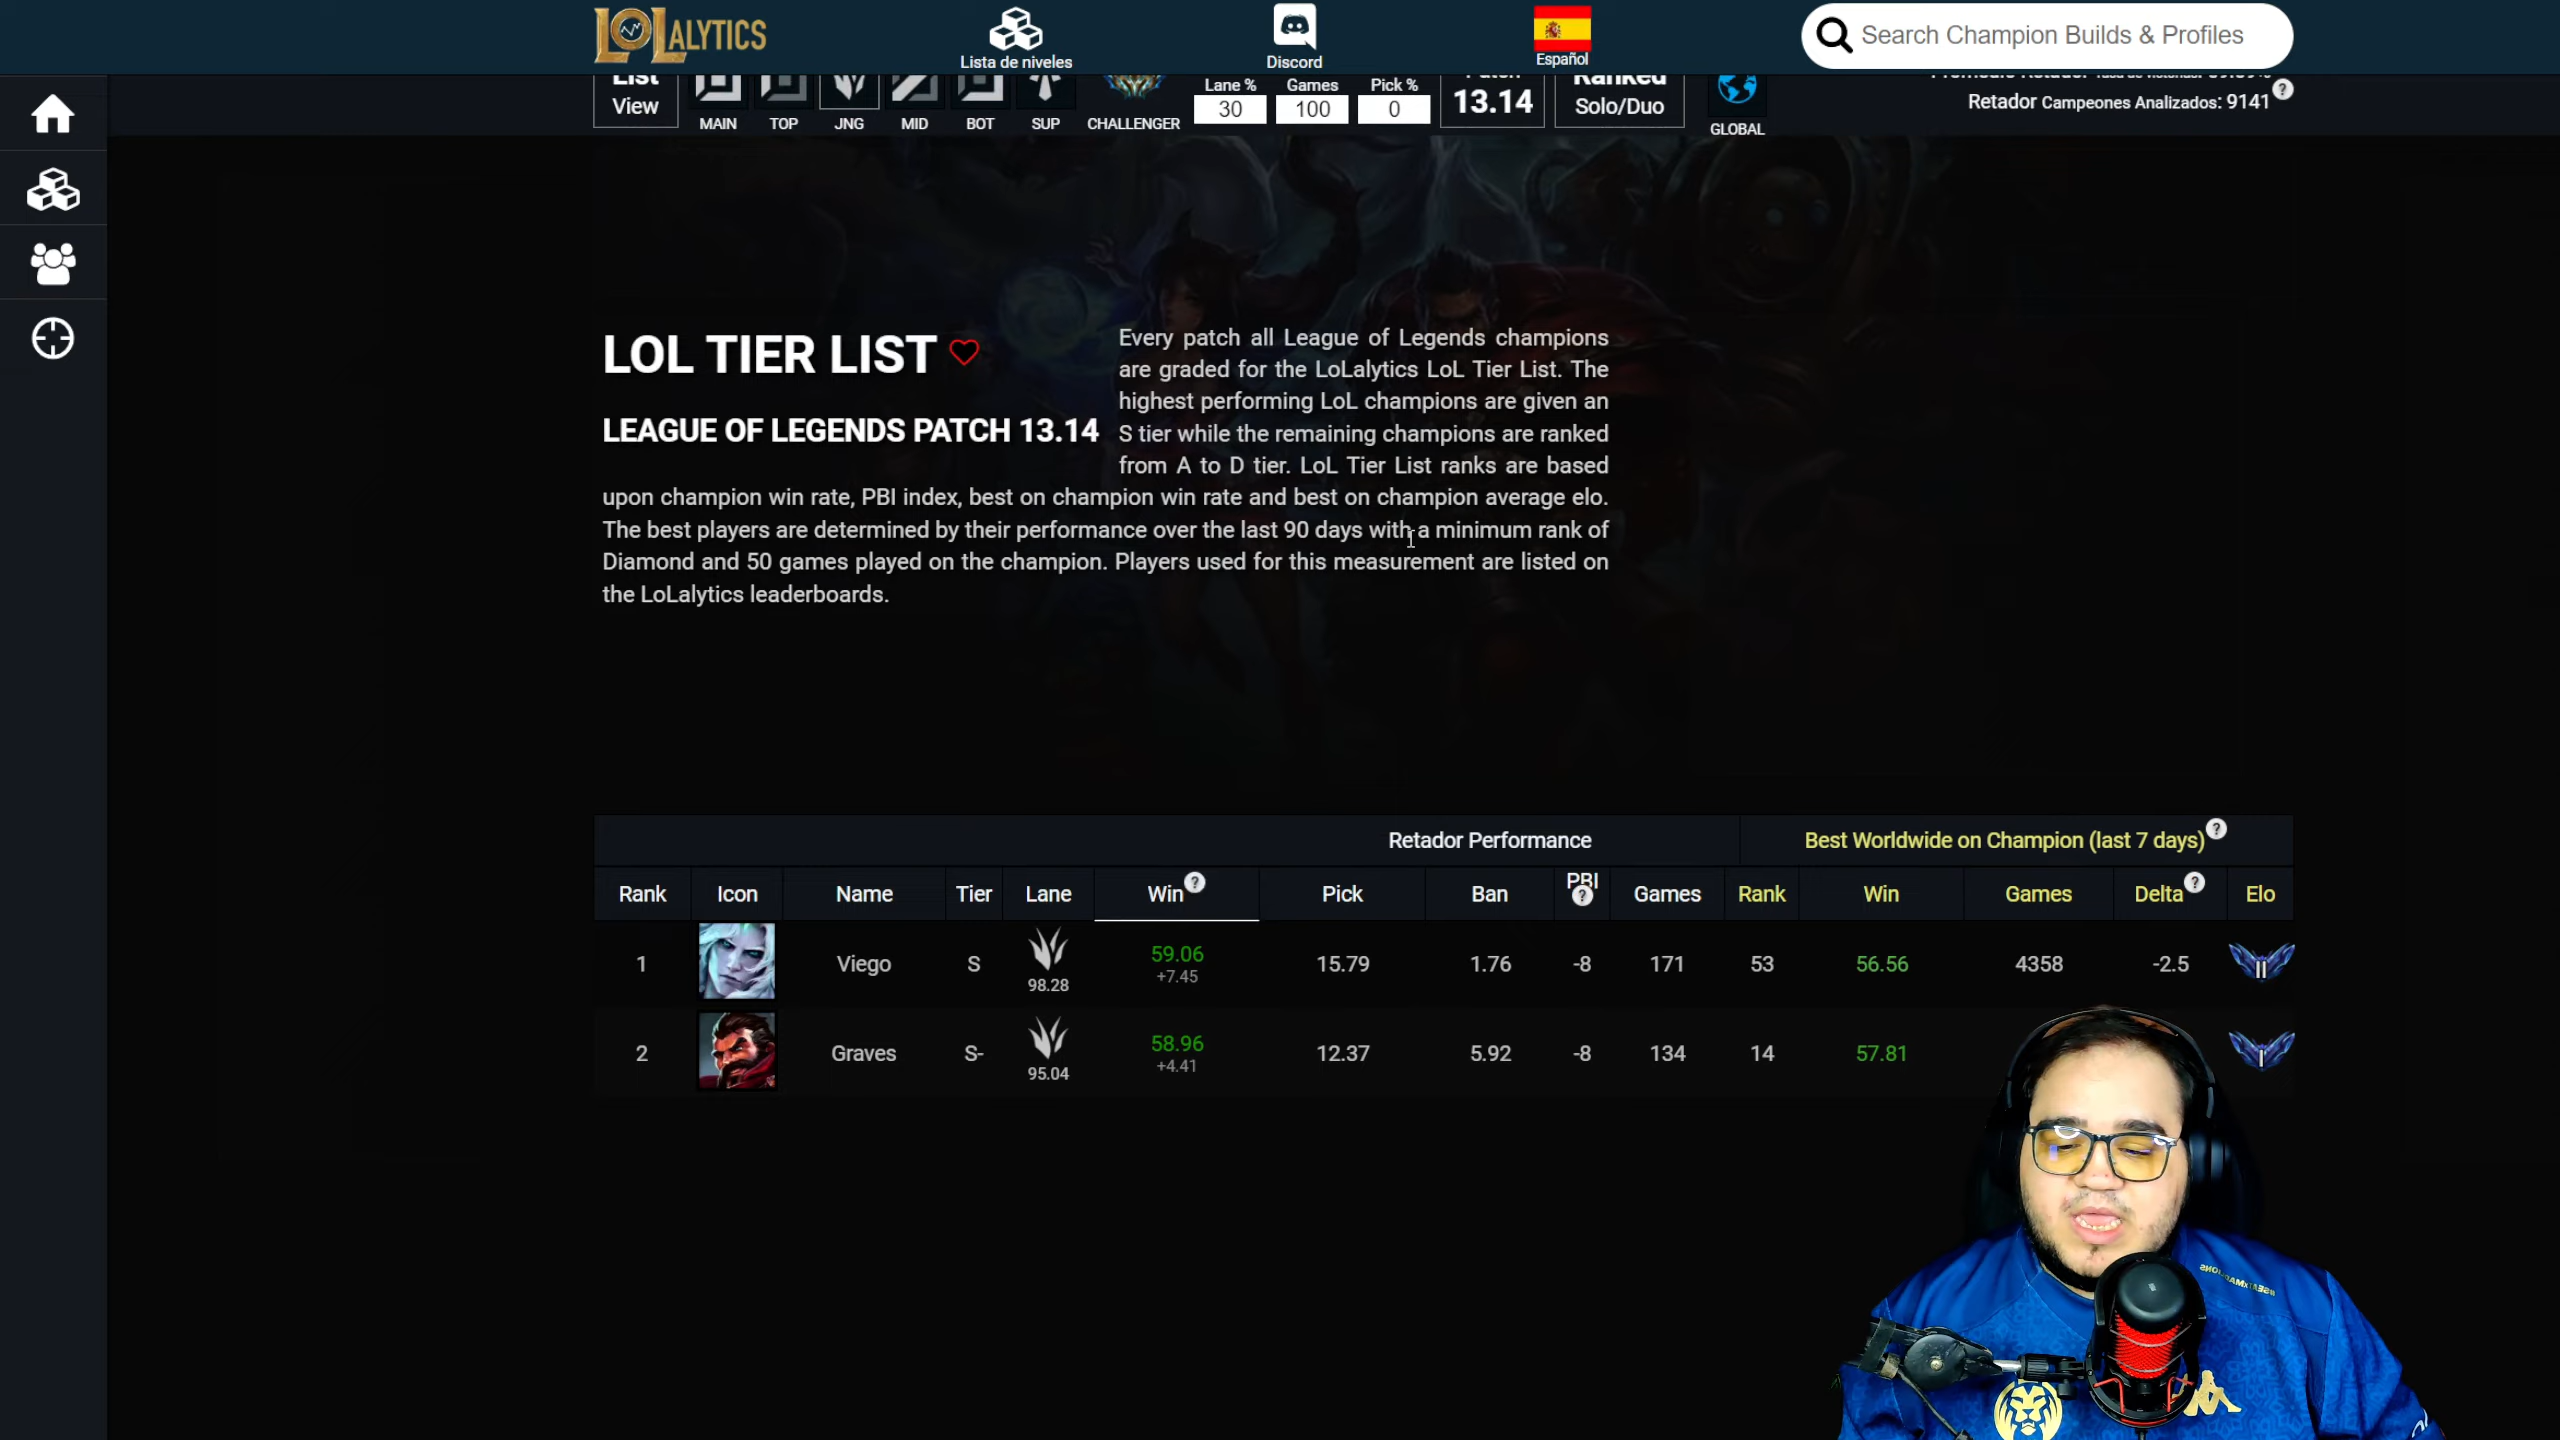 LOLALYTICS
Lista de niveles
Discord
Español
Search Champion Builds & Profiles
List
View
MAIN
TOP
JNG
MID
BOT
SUP
CHALLENGER
Lane %
30
Games
100
Pick %
0
Patch
13.14
Ranked
Solo/Duo
GLOBAL
Retador Campeones Analizados: 9141
LOL TIER LIST
LEAGUE OF LEGENDS PATCH 13.14
Every patch all League of Legends champions
are graded for the LoLalytics LoL Tier List. The
highest performing LoL champions are given an
S tier while the remaining champions are ranked
from A to D tier. LoL Tier List ranks are based
upon champion win rate, PBI index, best on champion win rate and best on champion average elo.
The best players are determined by their performance over the last 90 days with a minimum rank of
Diamond and 50 games played on the champion. Players used for this measurement are listed on
the LoLalytics leaderboards.
Retador Performance Best Worldwide on Champion (last 7 days)
Rank Icon Name Tier Lane Win Pick Ban PBI Games Rank Win Games Delta Elo
1 Viego S 98.28 59.06 +7.45 15.79 1.76 -8 171 53 56.56 4358 -2.5 II
2 Graves S- 95.04 58.96 +4.41 12.37 5.92 -8 134 14 57.81 I